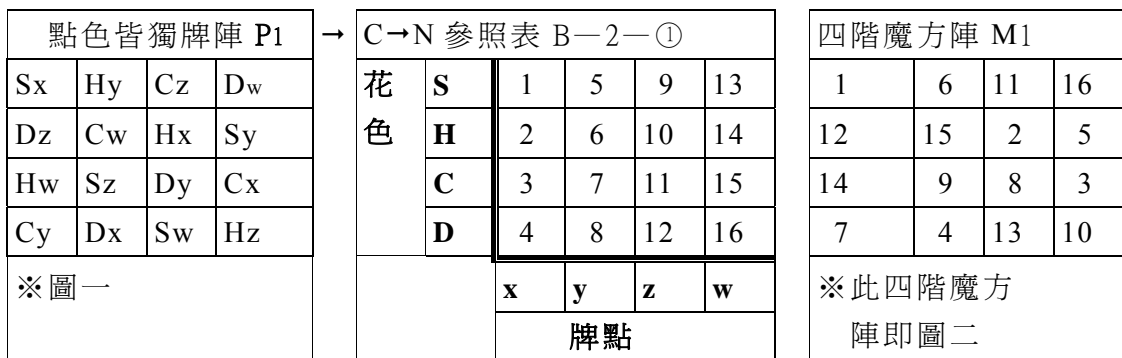 點色皆獨牌陣 P1 → C→N 參照表 B－2－① 四階魔方陣 M1
Sx Hy Cz Dw 花 S 1 5 9 13 1 6 11 16
Dz Cw Hx Sy 色 H 2 6 10 14 12 15 2 5
Hw Sz Dy Cx C 3 7 11 15 14 9 8 3
Cy Dx Sw Hz D 4 8 12 16 7 4 13 10
※圖一 x y z w ※此四階魔方
牌點 陣即圖二